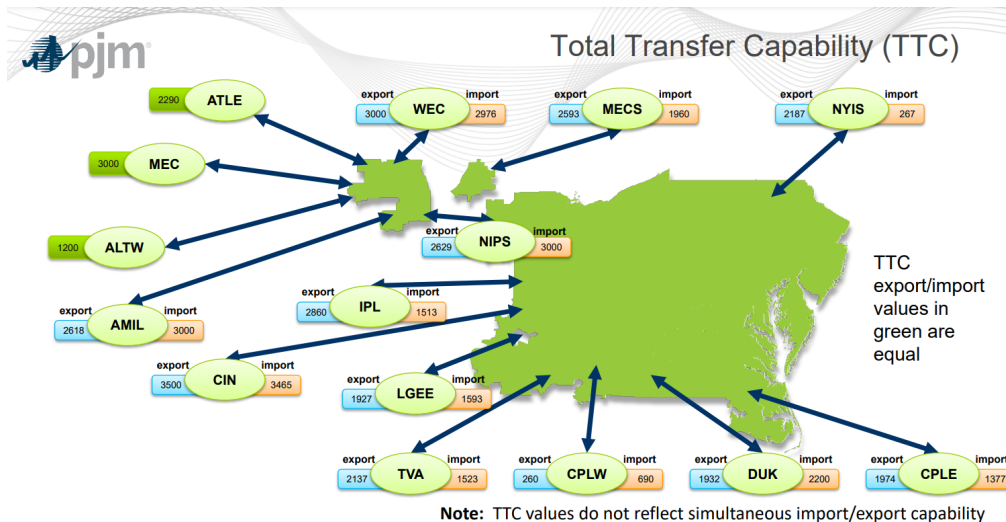 pjm
Total Transfer Capability (TTC)
2290 ATLE
export import
3000 WEC 2976
export import
2593 MECS 1960
export import
2187 NYIS 267
3000 MEC
1200 ALTW
export import
2629 NIPS 3000
TTC
export/import
values in
green are
equal
export import
2860 IPL 1513
export import
2618 AMIL 3000
export import
3500 CIN 3465
export import
1927 LGEE 1593
export import
2137 TVA 1523
export import
260 CPLW 690
export import
1932 DUK 2200
export import
1974 CPLE 1377
Note: TTC values do not reflect simultaneous import/export capability